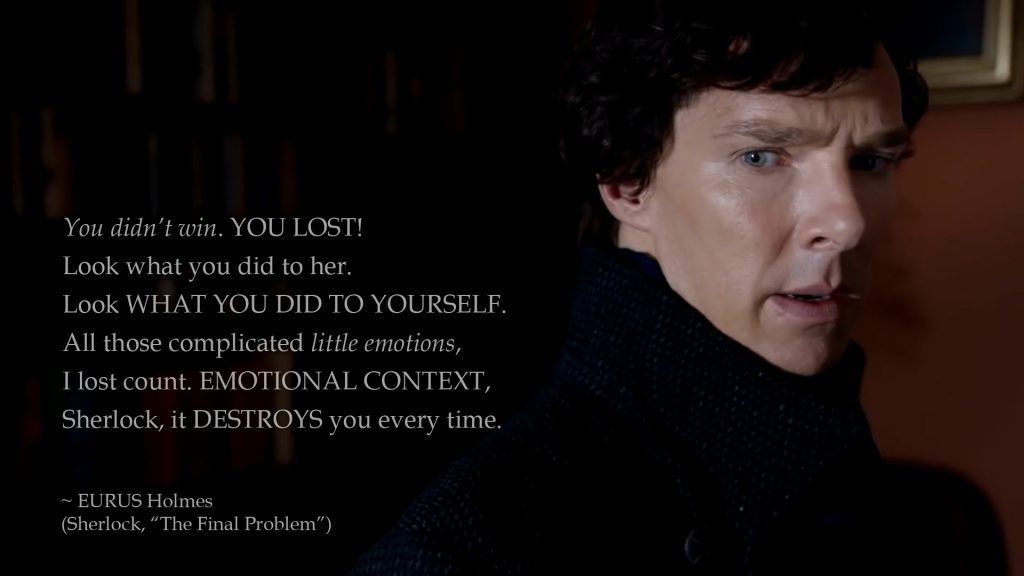 You didn’t win. YOU LOST!
Look what you did to her.
Look WHAT YOU DID TO YOURSELF.
All those complicated little emotions,
I lost count. EMOTIONAL CONTEXT,
Sherlock, it DESTROYS you every time.
~ EURUS Holmes
(Sherlock, “The Final Problem”)